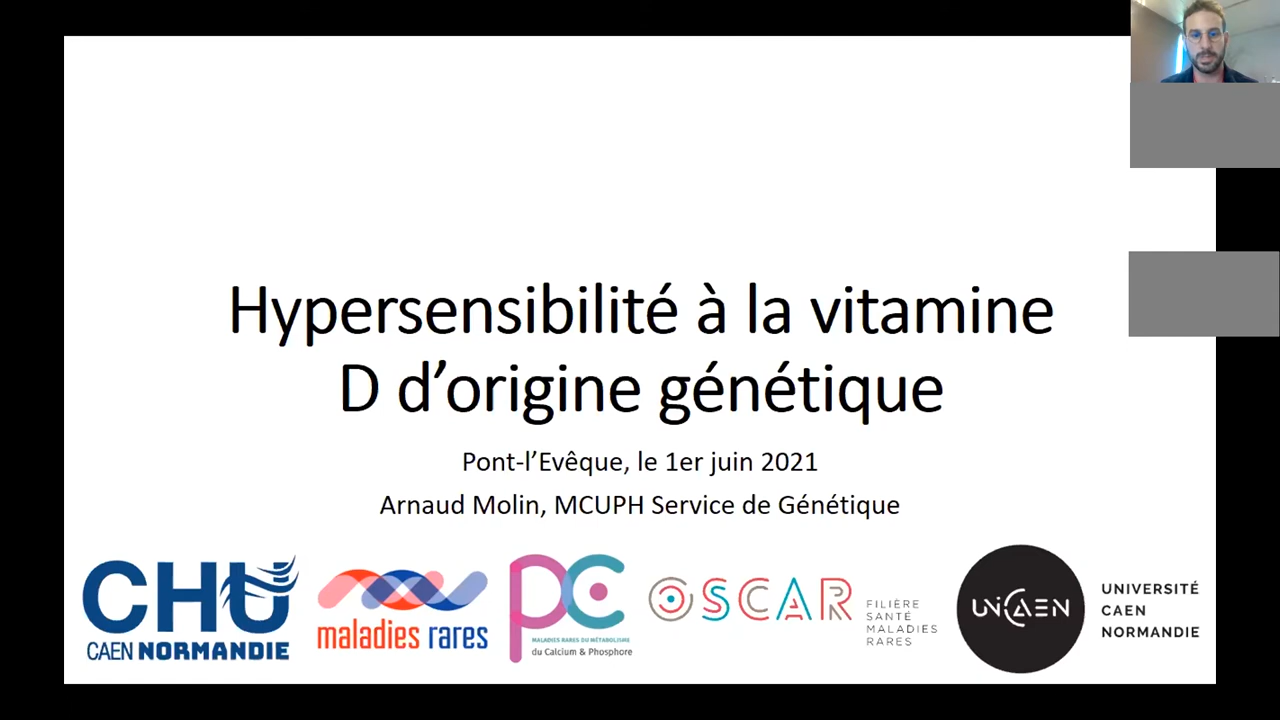 Hypersensibilité à la vitamine
D d’origine génétique
Pont-l’Evêque, le 1er juin 2021
Arnaud Molin, MCUPH Service de Génétique
CHU
CAEN NORMANDIE
maladies rares
PC
MALADIES RARES DU MÉTABOLISME
du Calcium & Phosphore
OSCAR
FILIÈRE
SANTÉ
MALADIES
RARES
UNICAEN
UNIVERSITÉ
CAEN
NORMANDIE